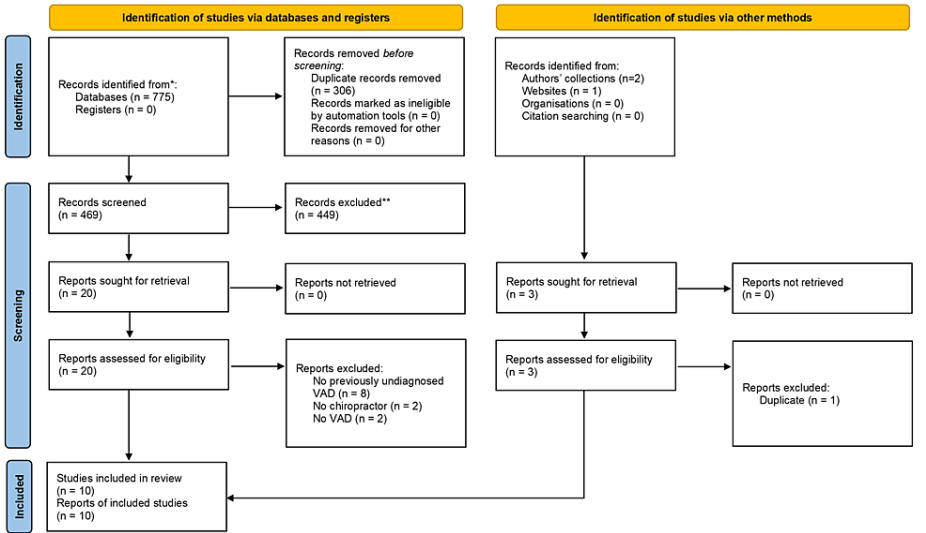 Identification of studies via databases and registers
Identification of studies via other methods
Identification
Records identified from*:
Databases (n = 775)
Registers (n = 0)
Records removed before
screening:
Duplicate records removed
(n = 306)
Records marked as ineligible
by automation tools (n = 0)
Records removed for other
reasons (n = 0)
Records identified from:
Authors' collections (n=2)
Websites (n = 1)
Organisations (n = 0)
Citation searching (n = 0)
Screening
Records screened
(n = 469)
Records excluded**
(n = 449)
Reports sought for retrieval
(n = 20)
Reports not retrieved
(n = 0)
Reports sought for retrieval
(n = 3)
Reports not retrieved
(n = 0)
Reports assessed for eligibility
(n = 20)
Reports excluded:
No previously undiagnosed
VAD (n = 8)
No chiropractor (n = 2)
No VAD (n = 2)
Reports assessed for eligibility
(n = 3)
Reports excluded:
Duplicate (n = 1)
Included
Studies included in review
(n = 10)
Reports of included studies
(n = 10)